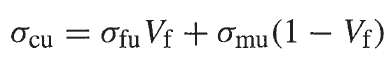 σcu = σfuVf + σmu(1 − Vf)